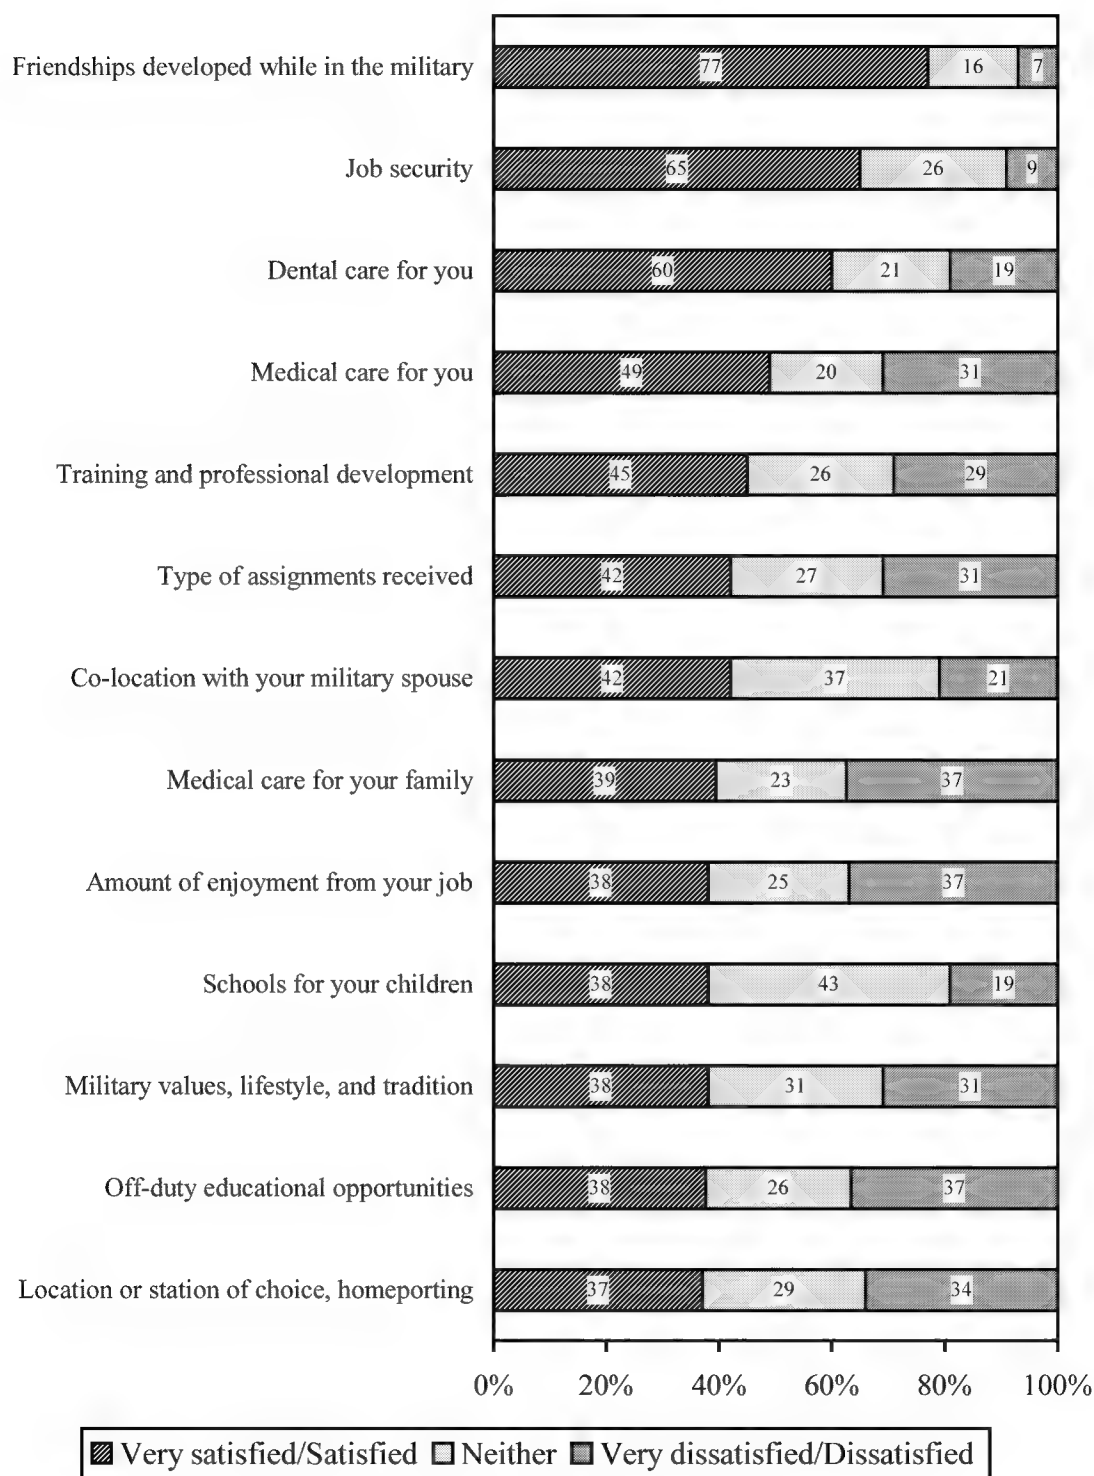 Friendships developed while in the military 77 16 7
Job security 65 26 9
Dental care for you 60 21 19
Medical care for you 49 20 31
Training and professional development 45 26 29
Type of assignments received 42 27 31
Co-location with your military spouse 42 37 21
Medical care for your family 39 23 37
Amount of enjoyment from your job 38 25 37
Schools for your children 38 43 19
Military values, lifestyle, and tradition 38 31 31
Off-duty educational opportunities 38 26 37
Location or station of choice, homeporting 37 29 34
0% 20% 40% 60% 80% 100%
Very satisfied/Satisfied Neither Very dissatisfied/Dissatisfied